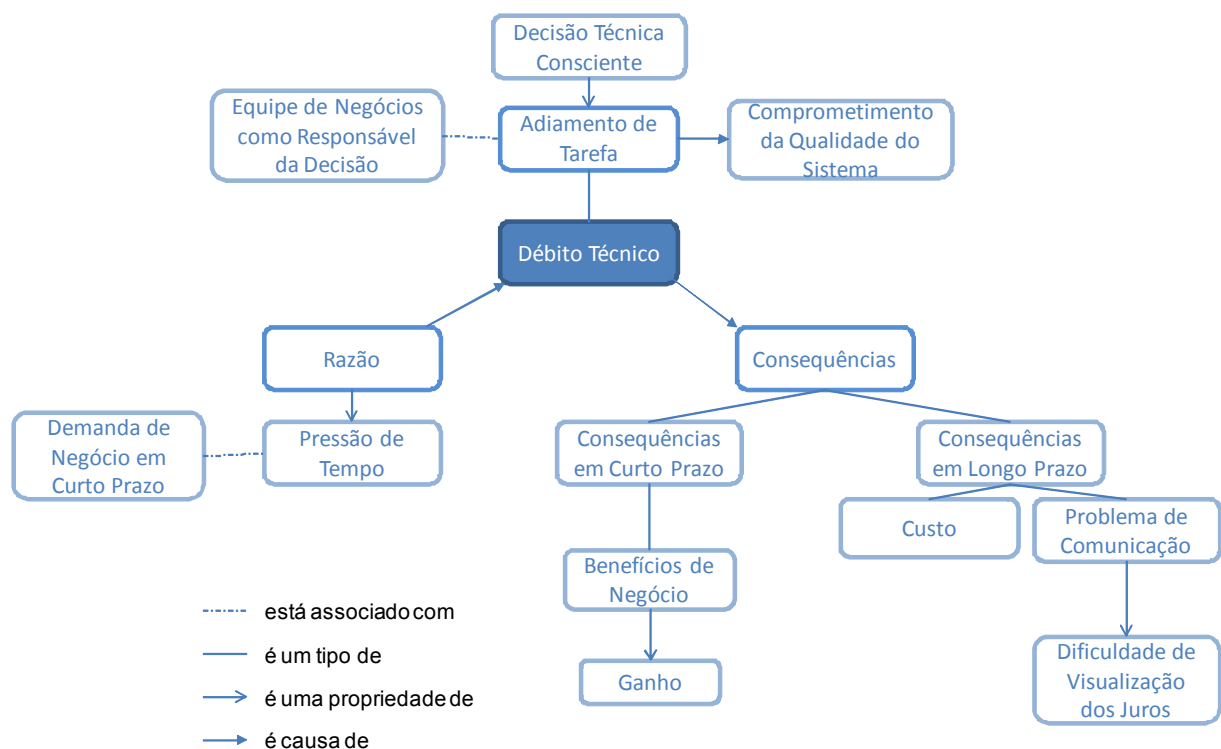 Decisão Técnica
Consciente
Equipe de Negócios
como Responsável
da Decisão
Adiamento de
Tarefa
Comprometimento
da Qualidade do
Sistema
Débito Técnico
Razão
Consequências
Demanda de
Negócio em
Curto Prazo
Pressão de
Tempo
Consequências
em Curto Prazo
Consequências
em Longo Prazo
Custo
Problema de
Comunicação
Benefícios de
Negócio
Ganho
Dificuldade de
Visualização
dos Juros
está associado com
é um tipo de
é uma propriedade de
é causa de